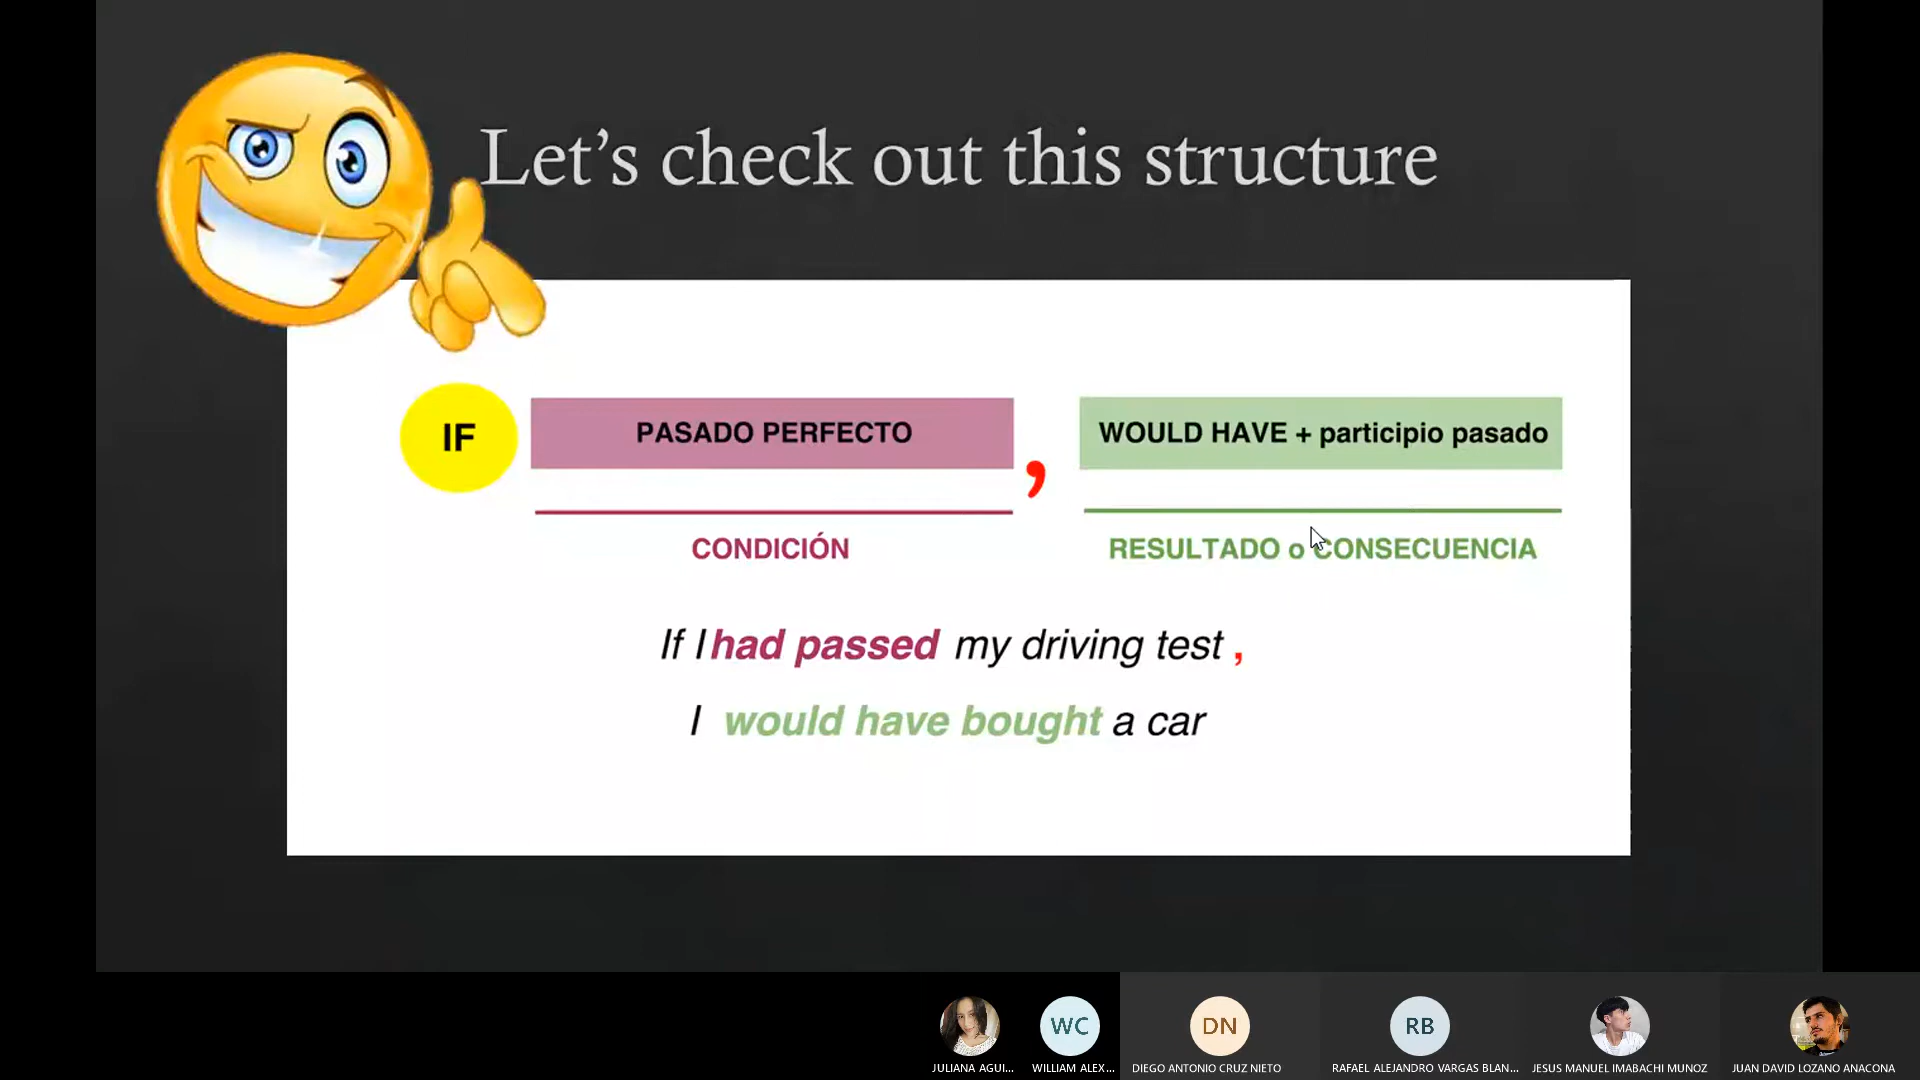 Let's check out this structure
IF PASADO PERFECTO , WOULD HAVE + participio pasado
CONDICIÓN RESULTADO o CONSECUENCIA
If I had passed my driving test ,
I would have bought a car
WC DN RB
JULIANA AGUI... WILLIAM ALEX... DIEGO ANTONIO CRUZ NIETO RAFAEL ALEJANDRO VARGAS BLAN... JESUS MANUEL IMABACHI MUNOZ JUAN DAVID LOZANO ANACONA